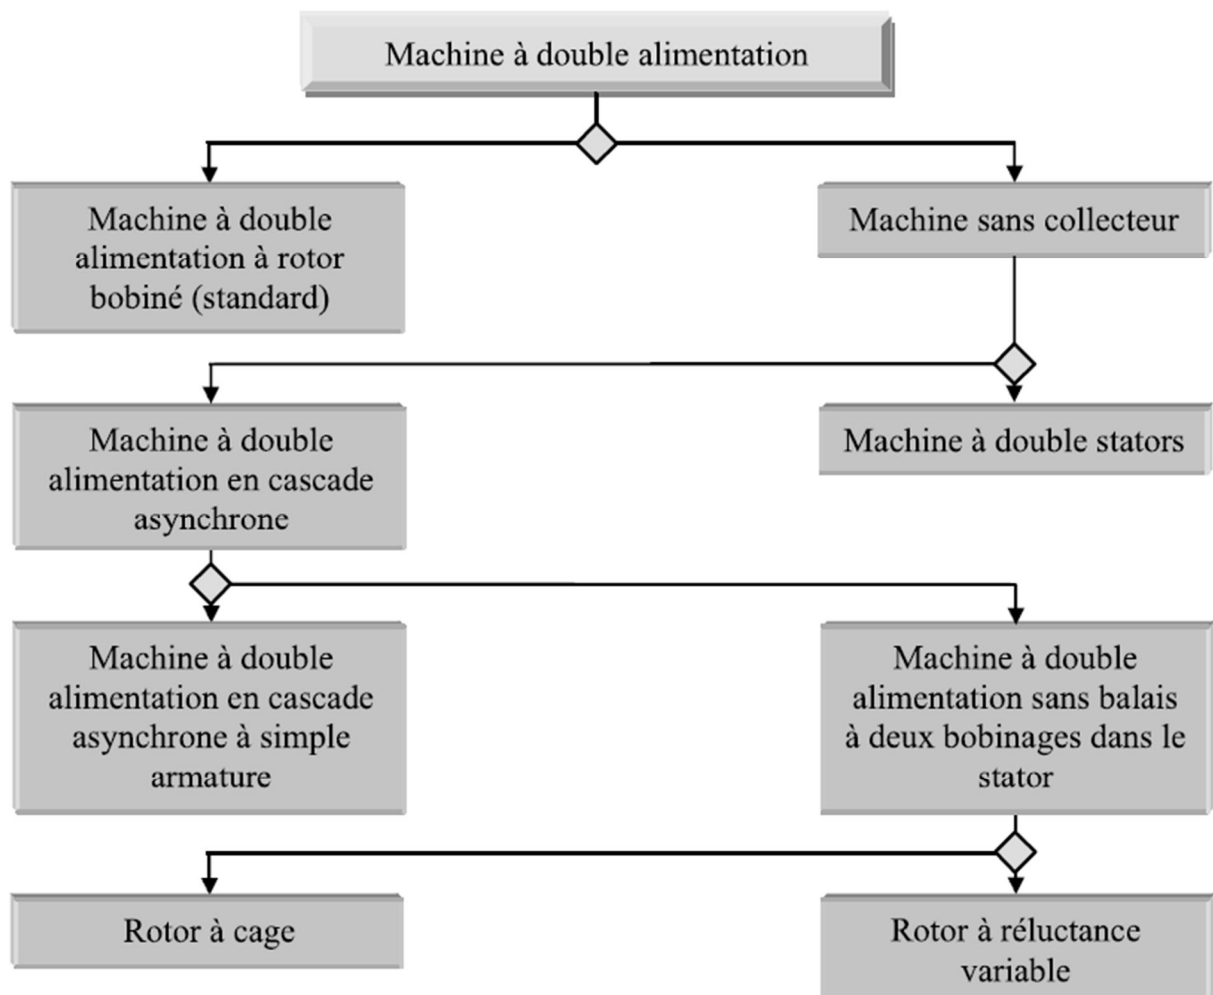 Machine à double alimentation
Machine à double
alimentation à rotor
bobiné (standard)
Machine sans collecteur
Machine à double
alimentation en cascade
asynchrone
Machine à double stators
Machine à double
alimentation en cascade
asynchrone à simple
armature
Machine à double
alimentation sans balais
à deux bobinages dans le
stator
Rotor à cage
Rotor à réluctance
variable